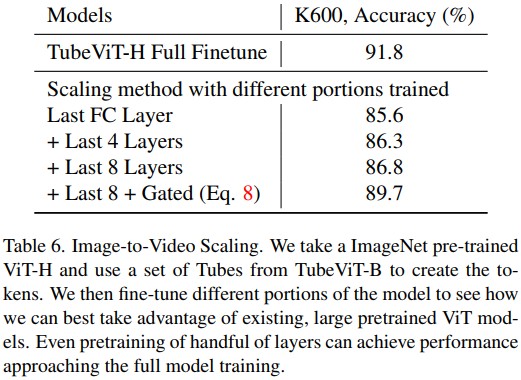 Models K600, Accuracy (%)
TubeViT-H Full Finetune 91.8
Scaling method with different portions trained
Last FC Layer 85.6
+ Last 4 Layers 86.3
+ Last 8 Layers 86.8
+ Last 8 + Gated (Eq. 8) 89.7
Table 6. Image-to-Video Scaling. We take a ImageNet pre-trained
ViT-H and use a set of Tubes from TubeViT-B to create the to-
kens. We then fine-tune different portions of the model to see how
we can best take advantage of existing, large pretrained ViT mod-
els. Even pretraining of handful of layers can achieve performance
approaching the full model training.